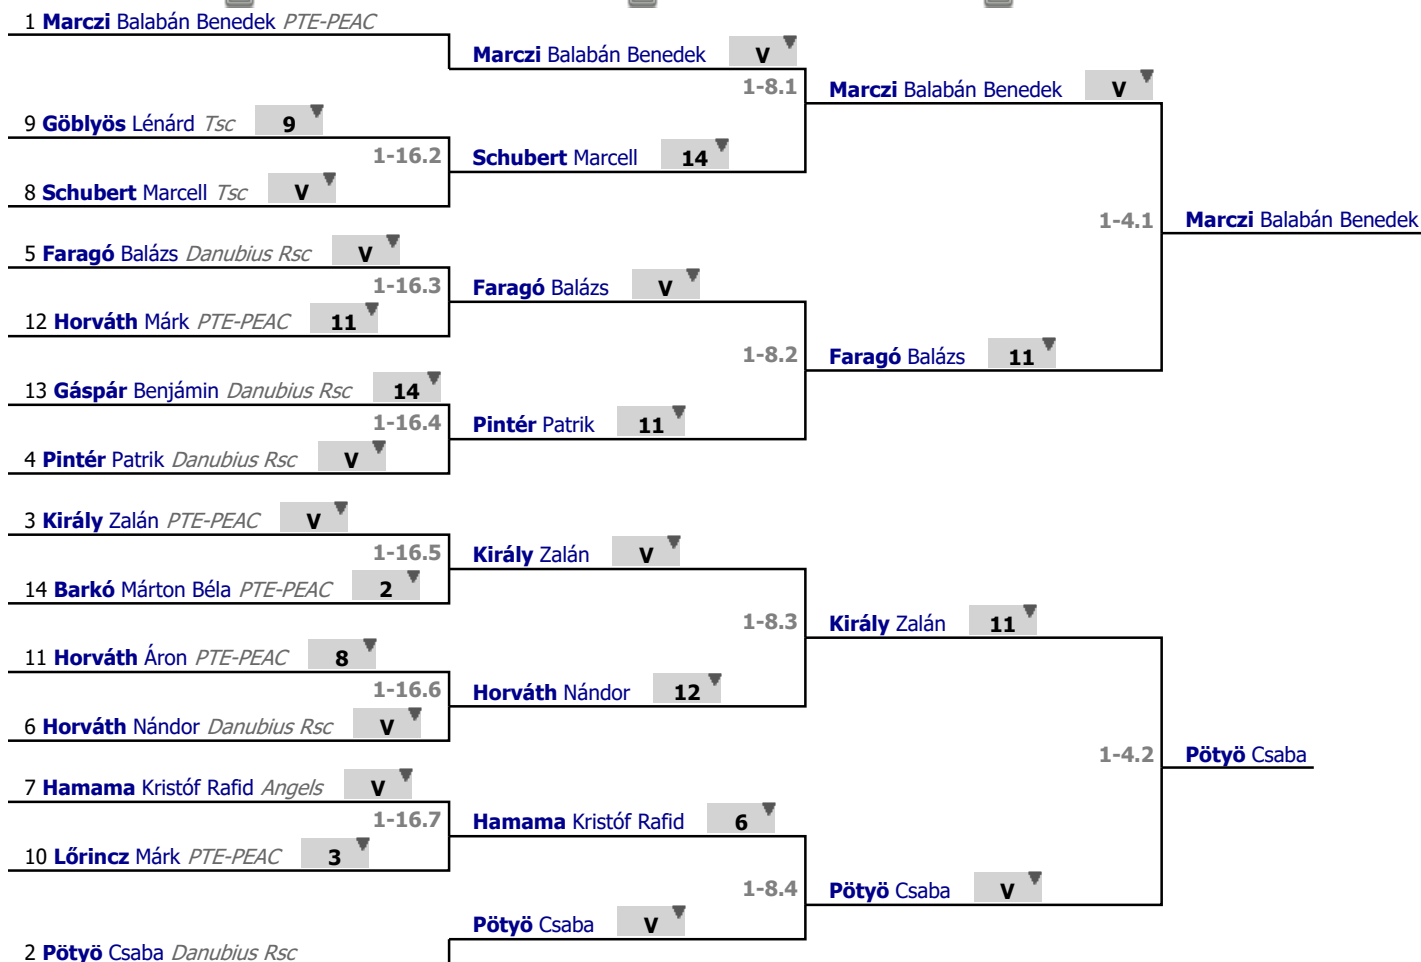 1 Marczi Balabán Benedek PTE-PEAC
Marczi Balabán Benedek V
1-8.1
Marczi Balabán Benedek V
9 Göblyös Lénárd Tsc 9
1-16.2
Schubert Marcell 14
8 Schubert Marcell Tsc V
1-4.1
Marczi Balabán Benedek
5 Faragó Balázs Danubius Rsc V
1-16.3
Faragó Balázs V
12 Horváth Márk PTE-PEAC 11
1-8.2
Faragó Balázs 11
13 Gáspár Benjámin Danubius Rsc 14
1-16.4
Pintér Patrik 11
4 Pintér Patrik Danubius Rsc V
3 Király Zalán PTE-PEAC V
1-16.5
Király Zalán V
14 Barkó Márton Béla PTE-PEAC 2
1-8.3
Király Zalán 11
11 Horváth Áron PTE-PEAC 8
1-16.6
Horváth Nándor 12
6 Horváth Nándor Danubius Rsc V
1-4.2
Pötyö Csaba
7 Hamama Kristóf Rafid Angels V
1-16.7
Hamama Kristóf Rafid 6
10 Lőrincz Márk PTE-PEAC 3
1-8.4
Pötyö Csaba V
Pötyö Csaba V
2 Pötyö Csaba Danubius Rsc